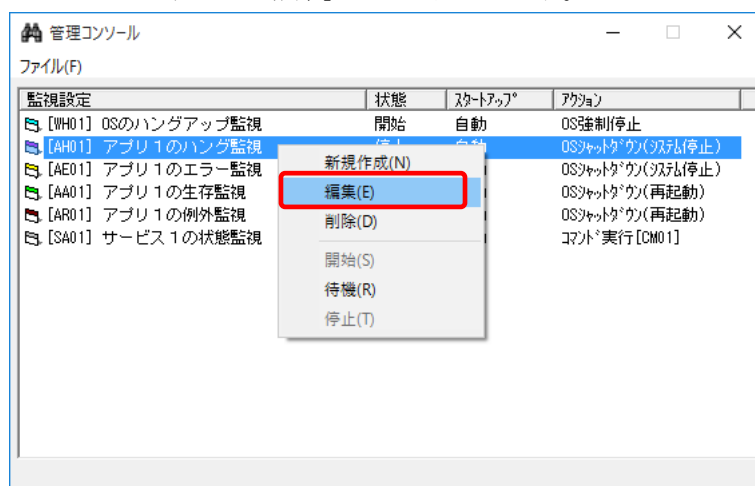 管理コンソール
ファイル(F)
監視設定 状態 ｽﾀｰﾄｱｯﾌﾟ ｱｸｼｮﾝ
[WH01] OSのハングアップ監視 開始 自動 OS強制停止
[AH01] アプリ１のハング監視 OSｼｬｯﾄﾀﾞｳﾝ(ｼｽﾃﾑ停止)
[AE01] アプリ１のエラー監視 OSｼｬｯﾄﾀﾞｳﾝ(ｼｽﾃﾑ停止)
[AA01] アプリ１の生存監視 OSｼｬｯﾄﾀﾞｳﾝ(再起動)
[AR01] アプリ１の例外監視 OSｼｬｯﾄﾀﾞｳﾝ(再起動)
[SA01] サービス１の状態監視 ｺﾏﾝﾄﾞ実行[CM01]
新規作成(N)
編集(E)
削除(D)
開始(S)
待機(R)
停止(T)